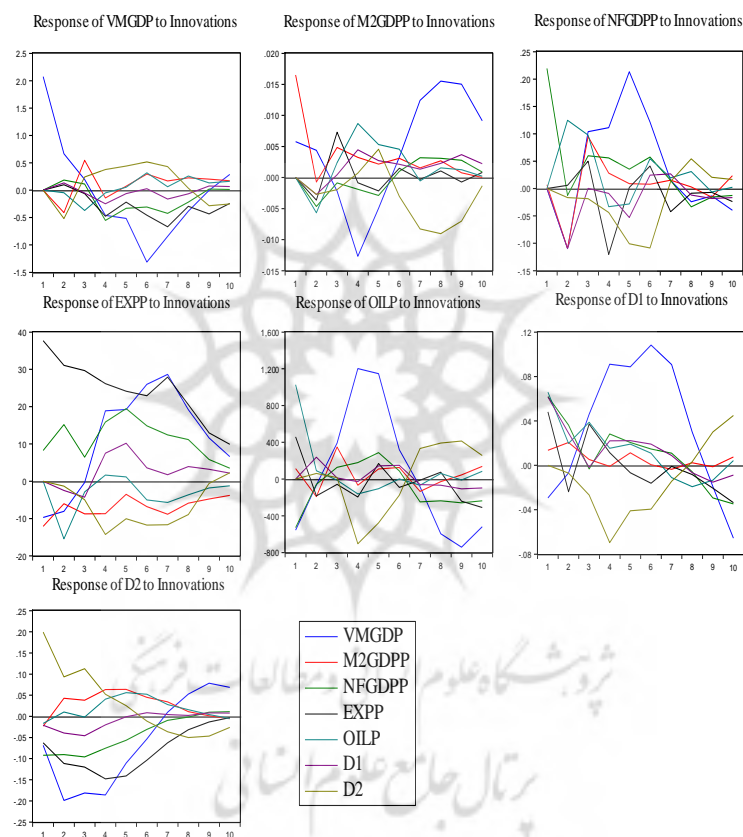 Response of VMGDP to Innovations
Response of M2GDPP to Innovations
Response of NFGDPP to Innovations
2.5
2.0
1.5
1.0
0.5
0.0
-0.5
-1.0
-1.5
1 2 3 4 5 6 7 8 9 10
.020
.015
.010
.005
.000
-.005
-.010
-.015
1 2 3 4 5 6 7 8 9 10
.25
.20
.15
.10
.05
.00
-.05
-.10
-.15
1 2 3 4 5 6 7 8 9 10
Response of EXPP to Innovations
Response of OILP to Innovations
Response of D1 to Innovations
40
30
20
10
0
-10
-20
1 2 3 4 5 6 7 8 9 10
1,600
1,200
800
400
0
-400
-800
1 2 3 4 5 6 7 8 9 10
.12
.08
.04
.00
-.04
-.08
1 2 3 4 5 6 7 8 9 10
Response of D2 to Innovations
.25
.20
.15
.10
.05
.00
-.05
-.10
-.15
-.20
-.25
1 2 3 4 5 6 7 8 9 10
VMGDP
M2GDPP
NFGDPP
EXPP
OILP
D1
D2
پژوهشگاه علوم انسانی و مطالعات فرهنگی
پرتال جامع علوم انسانی